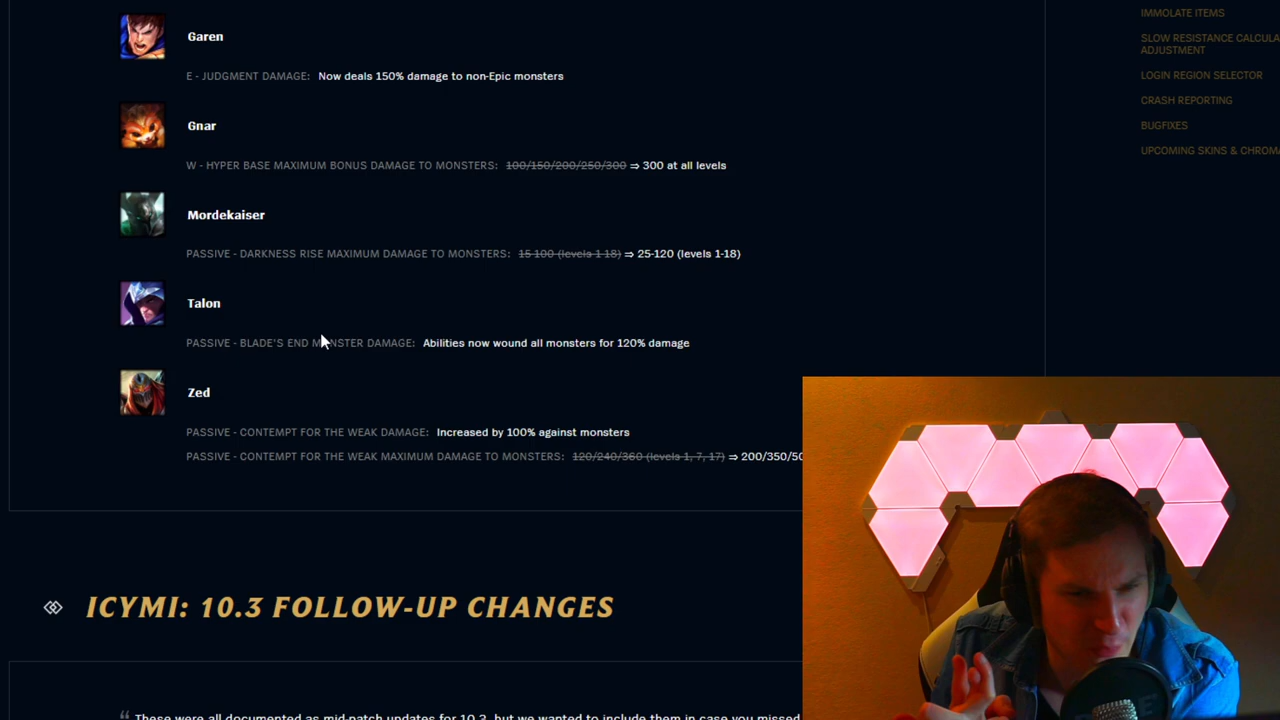 Garen
E - JUDGMENT DAMAGE: Now deals 150% damage to non-Epic monsters
Gnar
W - HYPER BASE MAXIMUM BONUS DAMAGE TO MONSTERS: 100/150/200/250/300 ⇒ 300 at all levels
Mordekaiser
PASSIVE - DARKNESS RISE MAXIMUM DAMAGE TO MONSTERS: 15-100 (levels 1-18) ⇒ 25-120 (levels 1-18)
Talon
PASSIVE - BLADE'S END MONSTER DAMAGE: Abilities now wound all monsters for 120% damage
Zed
PASSIVE - CONTEMPT FOR THE WEAK DAMAGE: Increased by 100% against monsters
PASSIVE - CONTEMPT FOR THE WEAK MAXIMUM DAMAGE TO MONSTERS: 120/240/360 (levels 1, 7, 17) ⇒ 200/350/50
ICYMI: 10.3 FOLLOW-UP CHANGES
“ These were all documented as mid-patch updates for 10.3, but we wanted to include them in case you missed
IMMOLATE ITEMS
SLOW RESISTANCE CALCULA
ADJUSTMENT
LOGIN REGION SELECTOR
CRASH REPORTING
BUGFIXES
UPCOMING SKINS & CHROMA